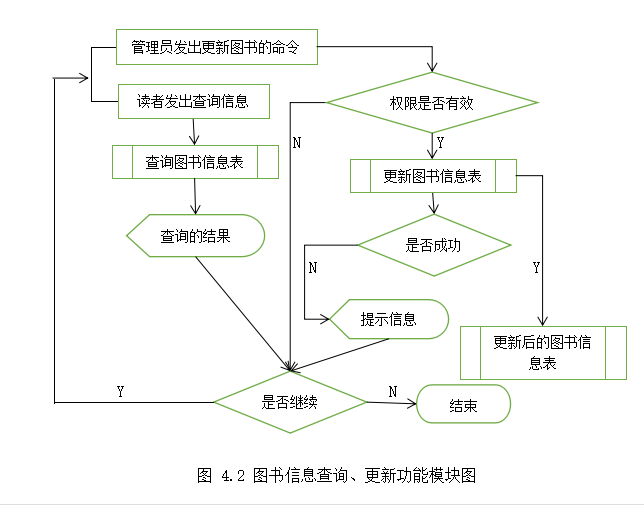 管理员发出更新图书的命令
读者发出查询信息
权限是否有效
N
Y
查询图书信息表
更新图书信息表
查询的结果
是否成功
N
Y
提示信息
更新后的图书信
息表
Y
是否继续
N
结束
图 4.2 图书信息查询、更新功能模块图